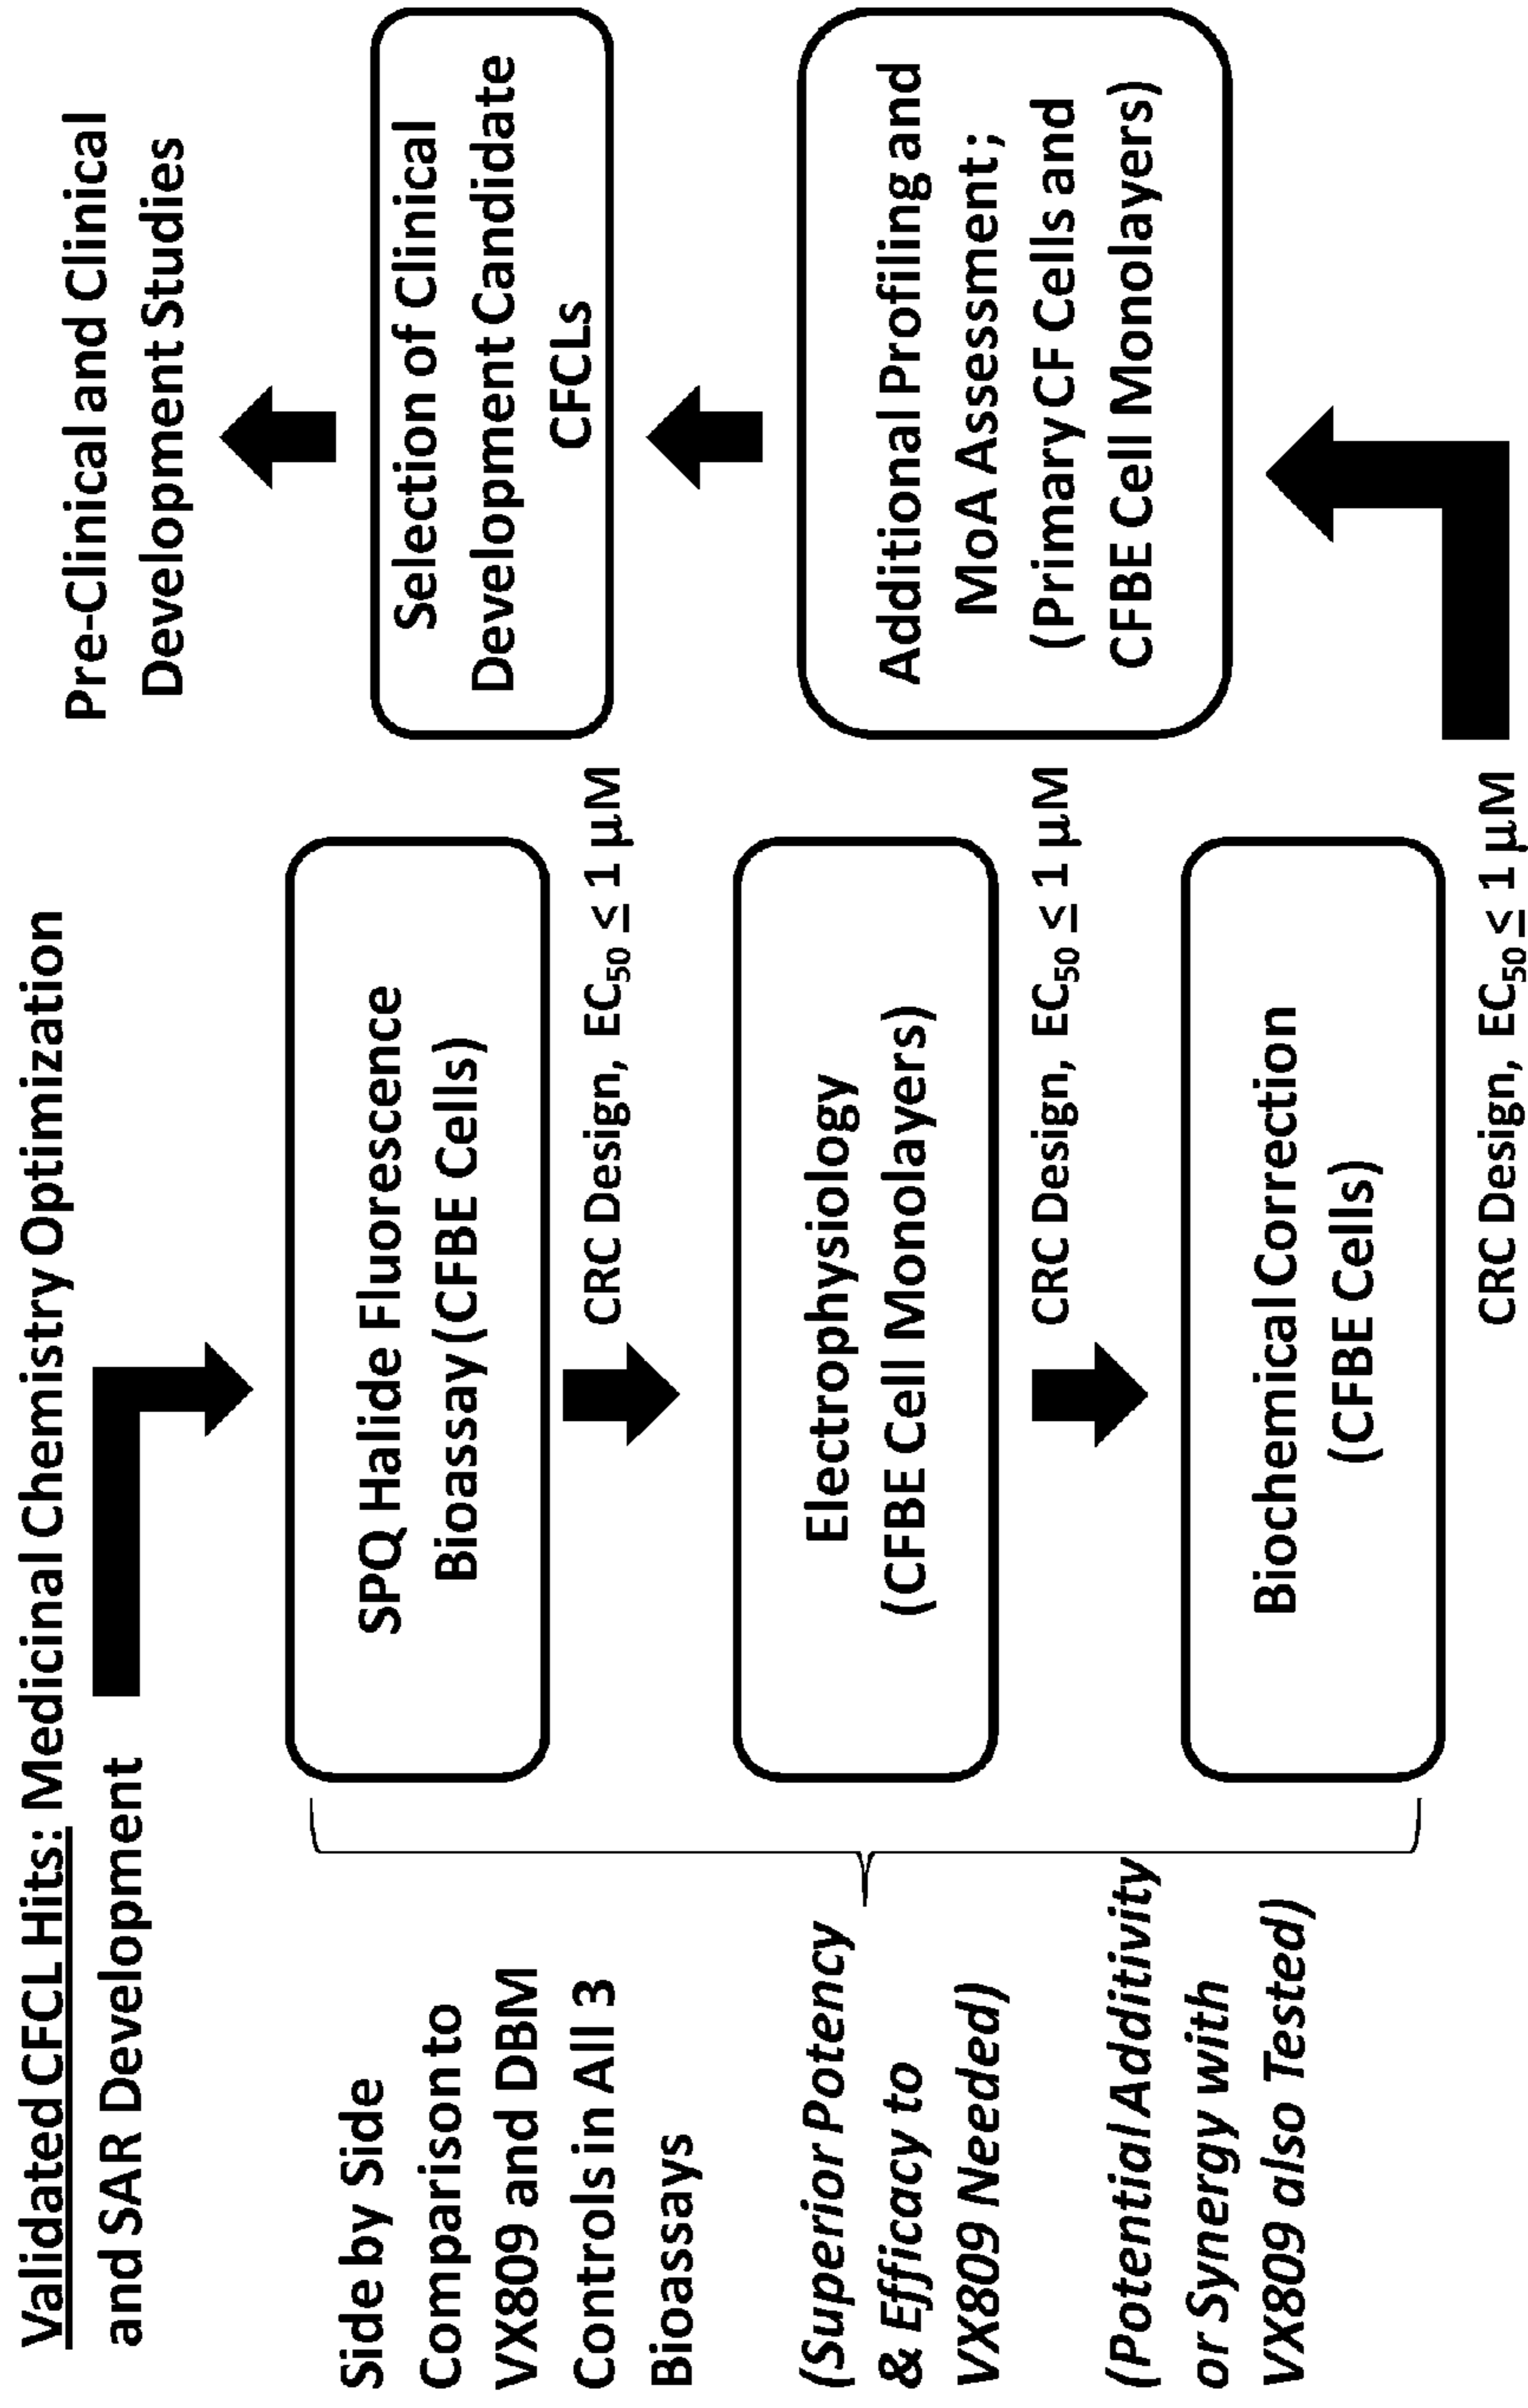 Validated CFCL Hits: Medicinal Chemistry Optimization
and SAR Development
Side by Side
Comparison to
VX809 and DBM
Controls in All 3
Bioassays
(Superior Potency
& Efficacy to
VX809 Needed)
(Potential Additivity
or Synergy with
VX809 also Tested)
SPQ Halide Fluorescence
Bioassay (CFBE Cells)
CRC Design, EC50 ≤ 1 µM
Electrophysiology
(CFBE Cell Monolayers)
CRC Design, EC50 ≤ 1 µM
Biochemical Correction
(CFBE Cells)
CRC Design, EC50 ≤ 1 µM
Additional Profiling and
MoA Assessment;
(Primary CF Cells and
CFBE Cell Monolayers)
Selection of Clinical
Development Candidate
CFCLs
Pre-Clinical and Clinical
Development Studies